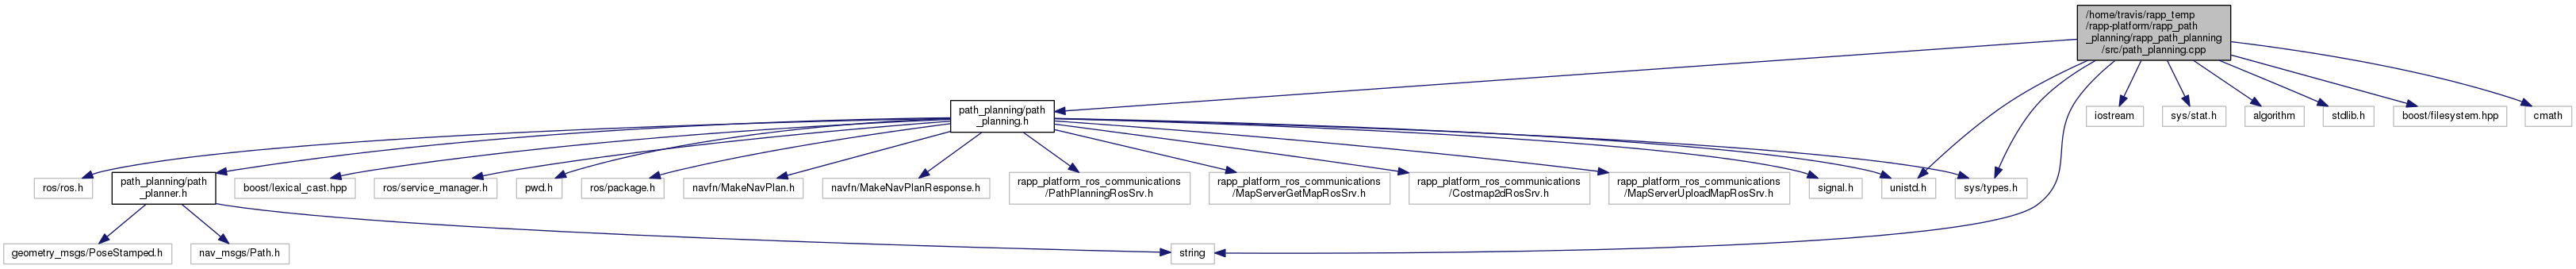 /home/travis/rapp_temp
/rapp-platform/rapp_path
_planning/rapp_path_planning
/src/path_planning.cpp
path_planning/path
_planning.h
iostream
sys/stat.h
algorithm
stdlib.h
boost/filesystem.hpp
cmath
ros/ros.h
path_planning/path
_planner.h
boost/lexical_cast.hpp
ros/service_manager.h
pwd.h
ros/package.h
navfn/MakeNavPlan.h
navfn/MakeNavPlanResponse.h
rapp_platform_ros_communications
/PathPlanningRosSrv.h
rapp_platform_ros_communications
/MapServerGetMapRosSrv.h
rapp_platform_ros_communications
/Costmap2dRosSrv.h
rapp_platform_ros_communications
/MapServerUploadMapRosSrv.h
signal.h
unistd.h
sys/types.h
geometry_msgs/PoseStamped.h
nav_msgs/Path.h
string